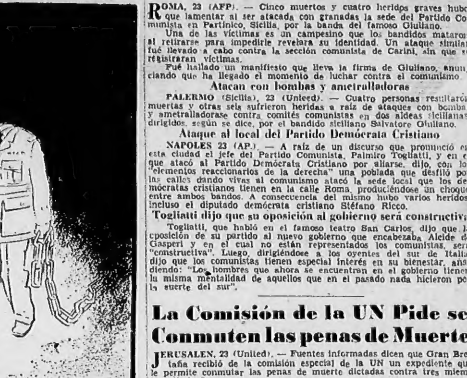 ROMA, 23 (AFP). — Cinco muertos y cuatro heridos graves hubo
que lamentar al ser atacada con granadas la sede del Partido Co-
munista en Partinico, Sicilia, por la banda del famoso Giuliano.
Una de las víctimas es un campesino que los bandidos mataron
al retirarse para impedirle revelara su identidad. Un ataque similar
fué llevado a cabo contra la sección comunista de Carini, sin que se
registraran víctimas.
Fué hallado un manifiesto que lleva la firma de Giuliano, anun-
ciando que ha llegado el momento de luchar contra el comunismo.
Atacan con bombas y ametralladoras
PALERMO (Sicilia), 23 (United). — Cuatro personas resultaron
muertas y otras seis sufrieron heridas a raíz de ataques con bombas
y ametralladoras contra comités comunistas en dos aldeas sicilianas
dirigidos, según se dice, por el bandido siciliano Salvatore Giuliano.
Ataque al local del Partido Demócrata Cristiano
NAPOLES 23 (AP.) — A raíz de un discurso que pronunció en
esta ciudad el jefe del Partido Comunista, Palmiro Togliatti, y en el
que atacó al Partido Demócrata Cristiano por aliarse, dijo, con los
"elementos reaccionarios de la derecha" una poblada que desfiló por
las calles dando vivas al comunismo atacó la sede local que los de-
mócratas cristianos tienen en la calle Roma, produciéndose un choque
entre ambos bandos. A consecuencia del mismo hubo varios heridos
incluso el diputado demócrata cristiano Stéfano Ricco.
Togliatti dijo que su oposición al gobierno será constructiva
Togliatti, que habló en el famoso teatro San Carlos, dijo que la
oposición de su partido al nuevo gobierno que encabezaba Alcide de
Gasperi y en el cual no están representados los comunistas, será
"constructiva". Luego, dirigiéndose a los oyentes del sur de Italia
dijo que los comunistas tienen especial interés en su bienestar, aña-
diendo: "Los hombres que ahora se encuentran en el gobierno tienen
la misma mentalidad de aquellos que en el pasado nada hicieron por
la suerte del sur".
La Comisión de la UN Pide se
Conmuten las penas de Muerte
JERUSALEN, 23 (United). — Fuentes informadas dicen que Gran Bre-
taña recibió de la comisión especial de la UN un expediente que
le permite conmutar las penas de muerte dictadas contra tres miem